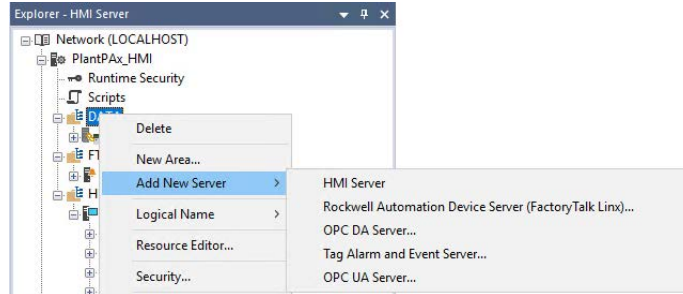 Explorer - HMI Server
Network (LOCALHOST)
PlantPAx_HMI
Runtime Security
Scripts
Delete
New Area...
Add New Server
HMI Server
Rockwell Automation Device Server (FactoryTalk Linx)...
Logical Name
OPC DA Server...
Resource Editor...
Tag Alarm and Event Server...
Security...
OPC UA Server...